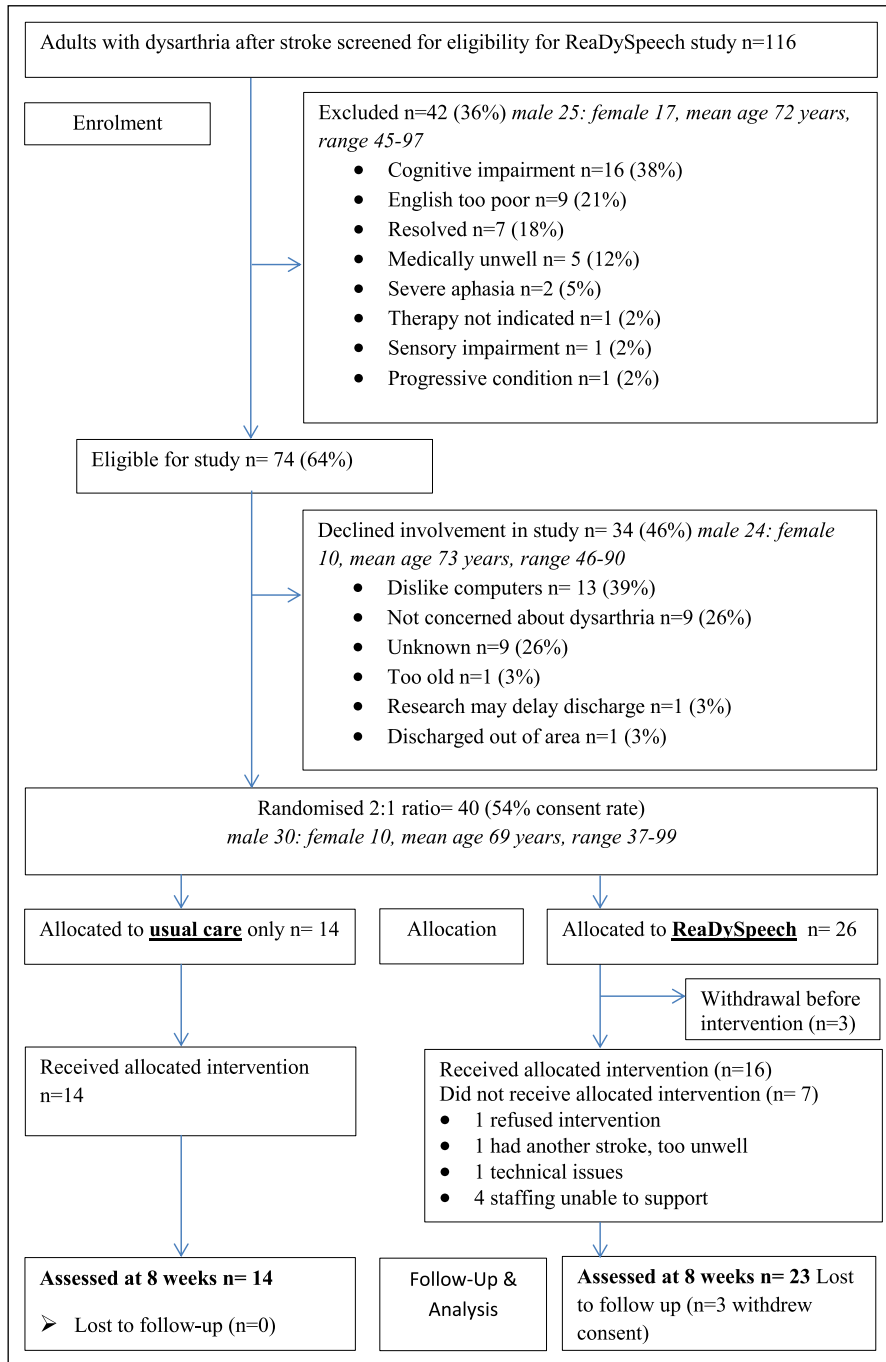 Adults with dysarthria after stroke screened for eligibility for ReaDySpeech study n=116
Enrolment
Excluded n=42 (36%) male 25: female 17, mean age 72 years,
range 45-97
• Cognitive impairment n=16 (38%)
• English too poor n=9 (21%)
• Resolved n=7 (18%)
• Medically unwell n= 5 (12%)
• Severe aphasia n=2 (5%)
• Therapy not indicated n=1 (2%)
• Sensory impairment n= 1 (2%)
• Progressive condition n=1 (2%)
Eligible for study n= 74 (64%)
Declined involvement in study n= 34 (46%) male 24: female
10, mean age 73 years, range 46-90
• Dislike computers n= 13 (39%)
• Not concerned about dysarthria n=9 (26%)
• Unknown n=9 (26%)
• Too old n=1 (3%)
• Research may delay discharge n=1 (3%)
• Discharged out of area n=1 (3%)
Randomised 2:1 ratio= 40 (54% consent rate)
male 30: female 10, mean age 69 years, range 37-99
Allocated to usual care only n= 14
Allocation
Allocated to ReaDySpeech n= 26
Withdrawal before
intervention (n=3)
Received allocated intervention
n=14
Received allocated intervention (n=16)
Did not receive allocated intervention (n= 7)
• 1 refused intervention
• 1 had another stroke, too unwell
• 1 technical issues
• 4 staffing unable to support
Assessed at 8 weeks n= 14
➢ Lost to follow-up (n=0)
Follow-Up &
Analysis
Assessed at 8 weeks n= 23 Lost
to follow up (n=3 withdrew
consent)